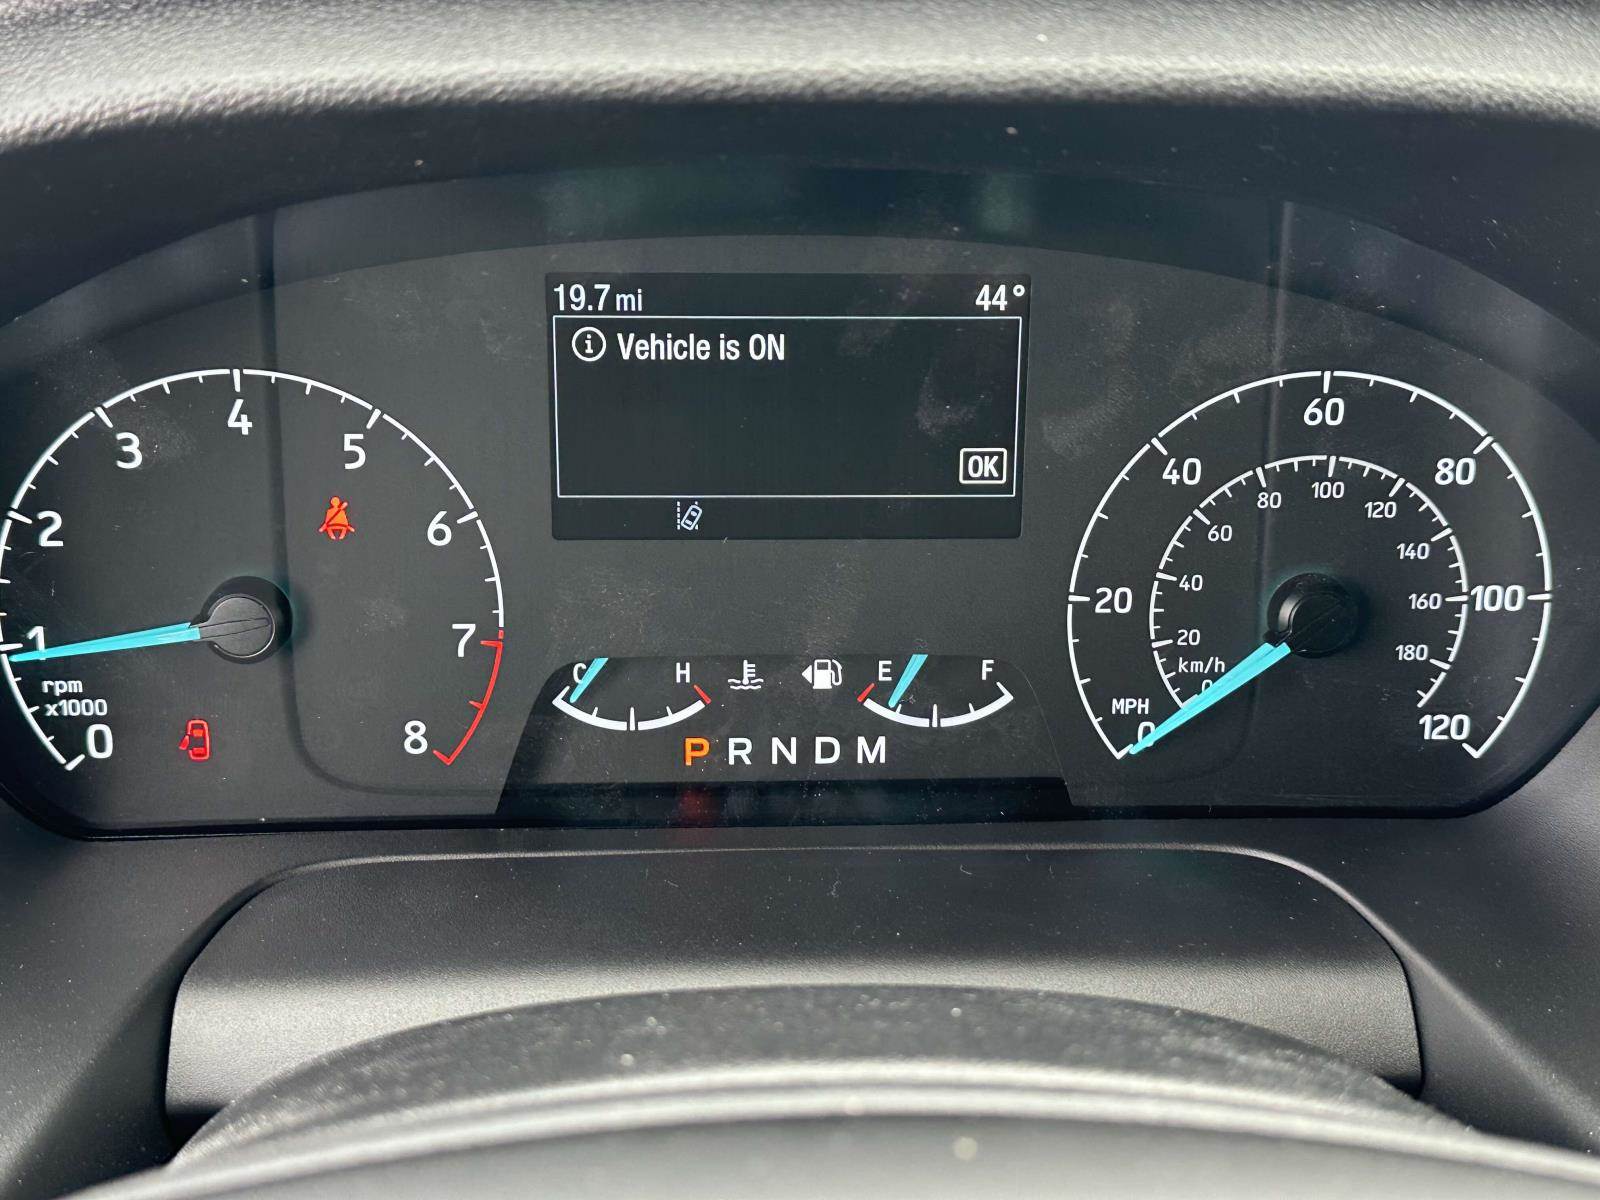 19.7 mi 44°
i Vehicle is ON
OK
0 1 2 3 4 5 6 7 8
rpm
x1000
C H E F
P R N D M
0 20 40 60 80 100 120
MPH
0 20 40 60 80 100 120 140 160 180
km/h